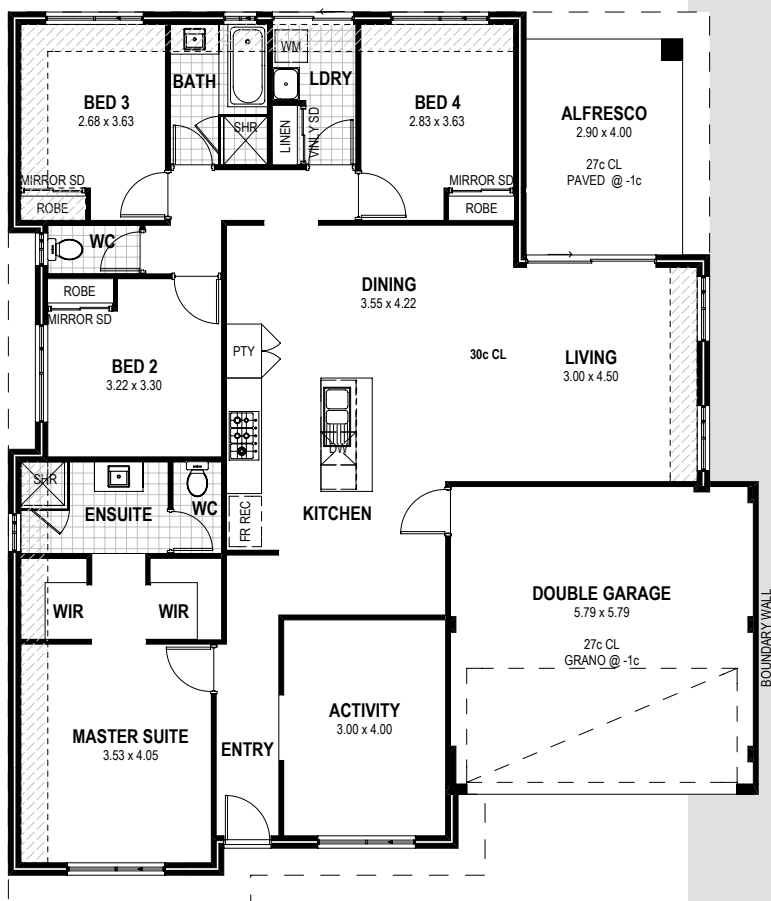 WM
BATH
LDRY
BED 3
2.68 x 3.63
BED 4
2.83 x 3.63
ALFRESCO
2.90 x 4.00
27c CL
PAVED @ -1c
SHR
LINEN
VINLY SD
MIRROR SD
ROBE
MIRROR SD
ROBE
WC
ROBE
MIRROR SD
DINING
3.55 x 4.22
PTY
30c CL
LIVING
3.00 x 4.50
BED 2
3.22 x 3.30
DW
SHR
ENSUITE
WC
FR REC
KITCHEN
WIR
WIR
DOUBLE GARAGE
5.79 x 5.79
27c CL
GRANO @ -1c
BOUNDARY WALL
MASTER SUITE
3.53 x 4.05
ENTRY
ACTIVITY
3.00 x 4.00